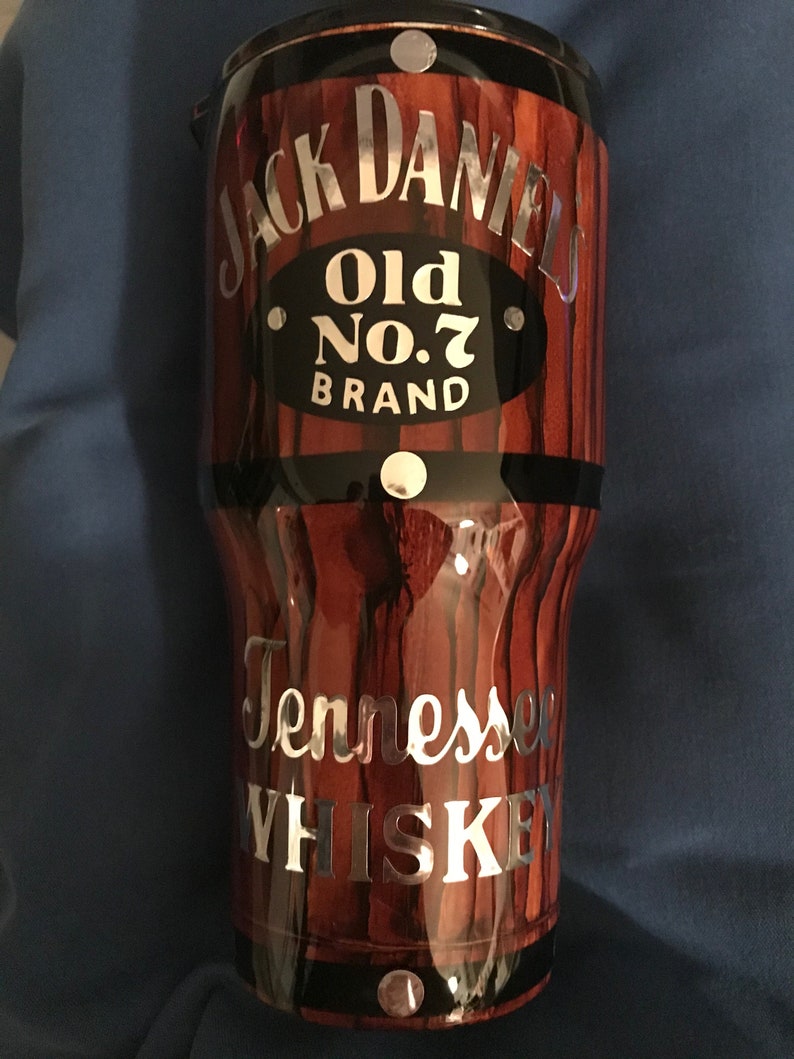 JACK DANIEL'S
Old
No.7
BRAND
Tennessee
WHISKEY